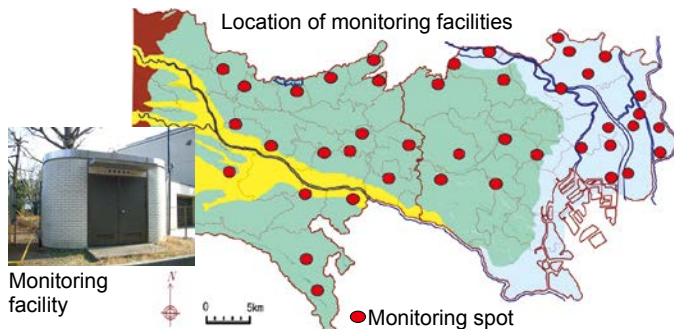 Location of monitoring facilities
Monitoring
facility
N
0
5km
Monitoring spot